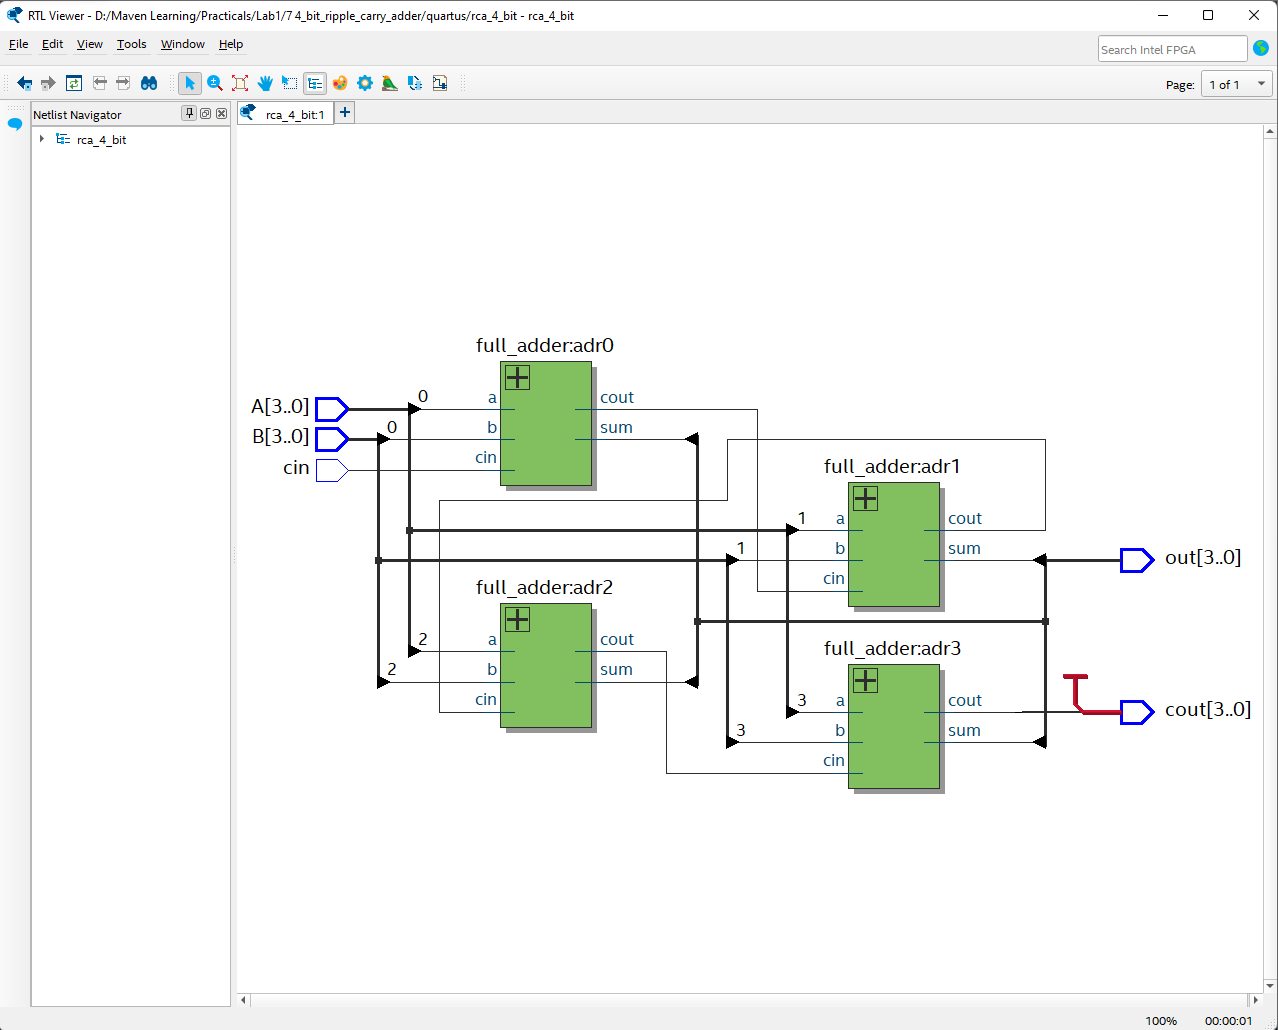 RTL Viewer - D:/Maven Learning/Practicals/Lab1/7 4_bit_ripple_carry_adder/quartus/rca_4_bit - rca_4_bit
File Edit View Tools Window Help
Search Intel FPGA
Page: 1 of 1
Netlist Navigator
rca_4_bit:1
rca_4_bit
full_adder:adr0
A[3..0] 0 a cout
B[3..0] 0 b sum
cin cin
full_adder:adr1
1 a cout
1 b sum
cin
out[3..0]
full_adder:adr2
2 a cout
2 b sum
cin
full_adder:adr3
3 a cout
3 b sum
cin
cout[3..0]
100% 00:00:01